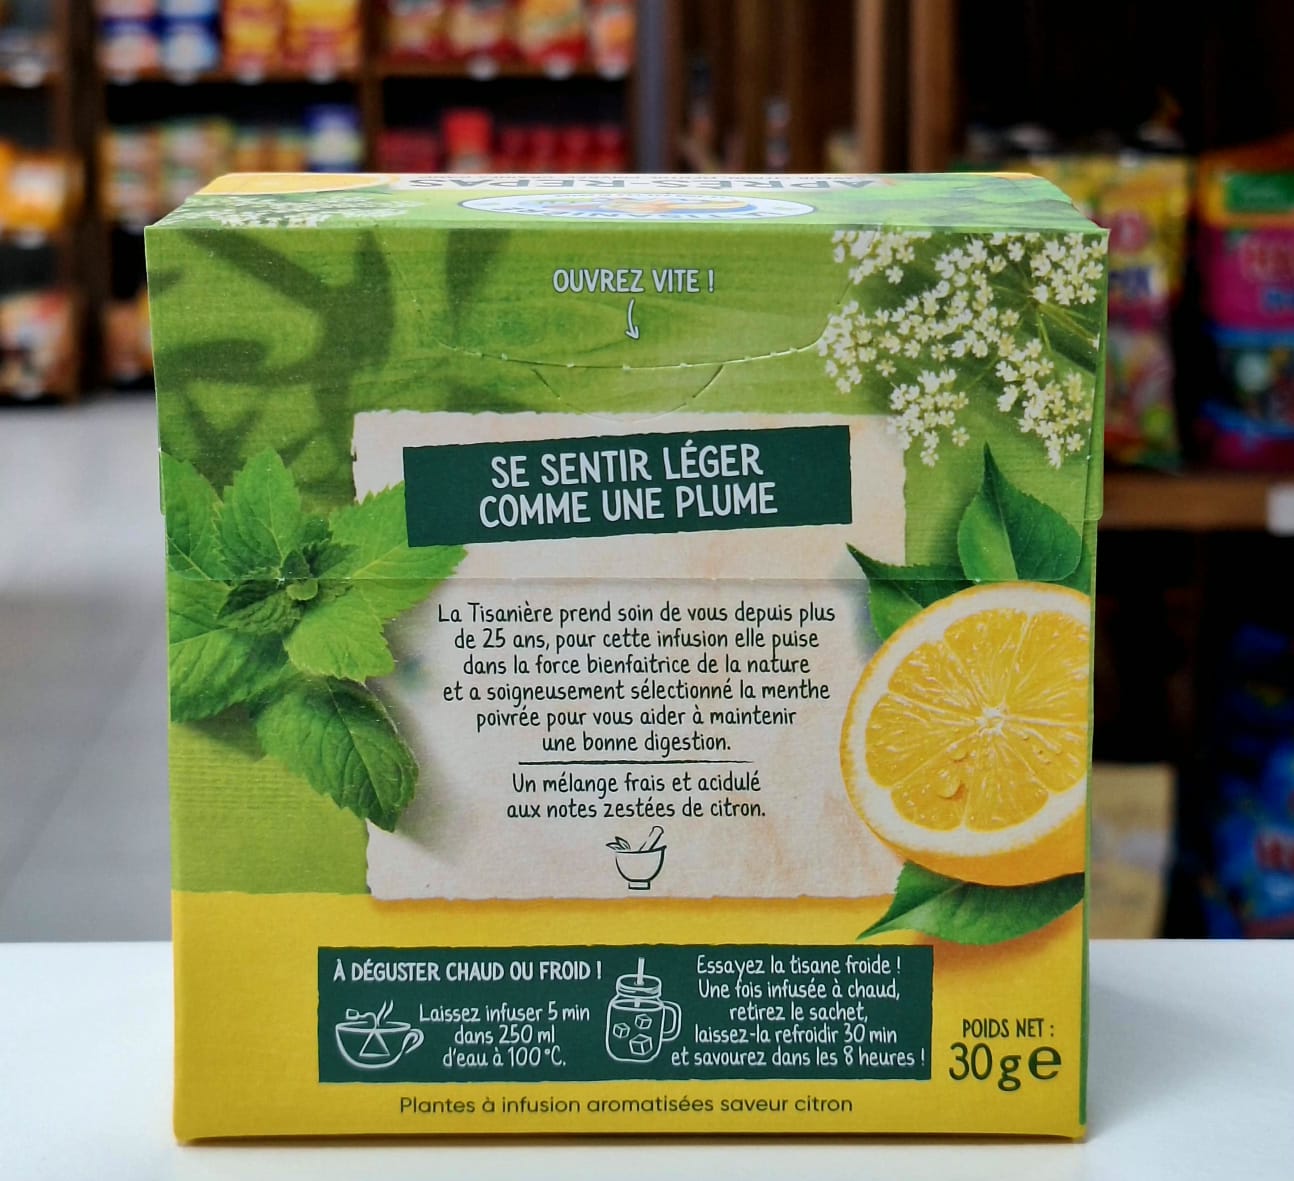 APRÈS-REPAS
LA TISANIÈRE
OUVREZ VITE !
SE SENTIR LÉGER
COMME UNE PLUME
La Tisanière prend soin de vous depuis plus
de 25 ans, pour cette infusion elle puise
dans la force bienfaitrice de la nature
et a soigneusement sélectionné la menthe
poivrée pour vous aider à maintenir
une bonne digestion.
Un mélange frais et acidulé
aux notes zestées de citron.
À DÉGUSTER CHAUD OU FROID !
Laissez infuser 5 min
dans 250 ml
d'eau à 100°C.
Essayez la tisane froide !
Une fois infusée à chaud,
retirez le sachet,
laissez-la refroidir 30 min
et savourez dans les 8 heures !
POIDS NET :
30g e
Plantes à infusion aromatisées saveur citron